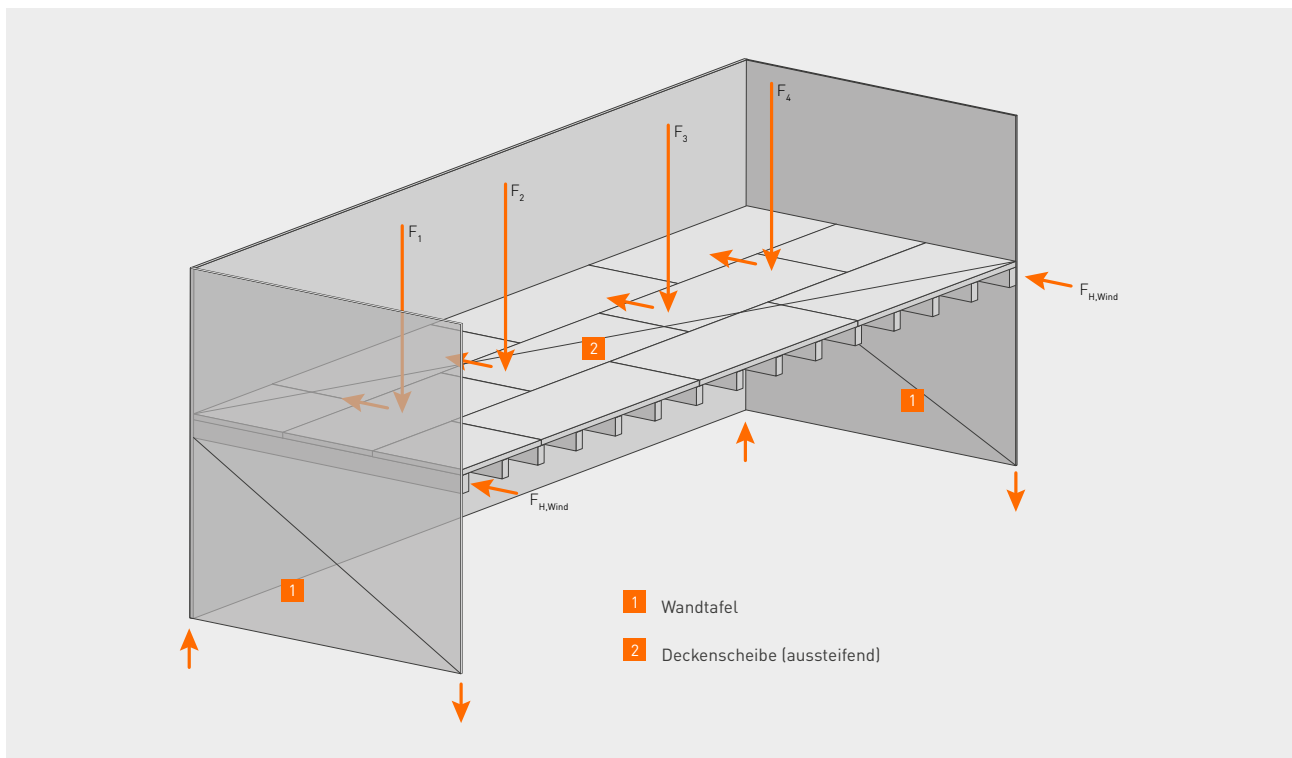 F4
F3
F2
F1
FH,Wind
2
1
FH,Wind
1
1 Wandtafel
2 Deckenscheibe (aussteifend)